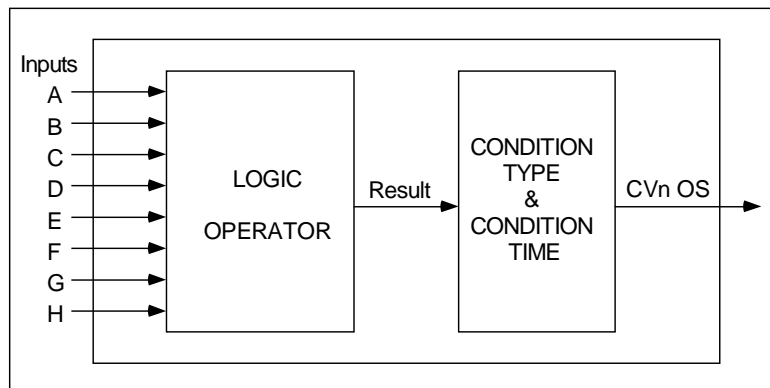 Inputs
A
B
C
D
E
F
G
H
LOGIC
OPERATOR
Result
CONDITION
TYPE
&
CONDITION
TIME
CVn OS